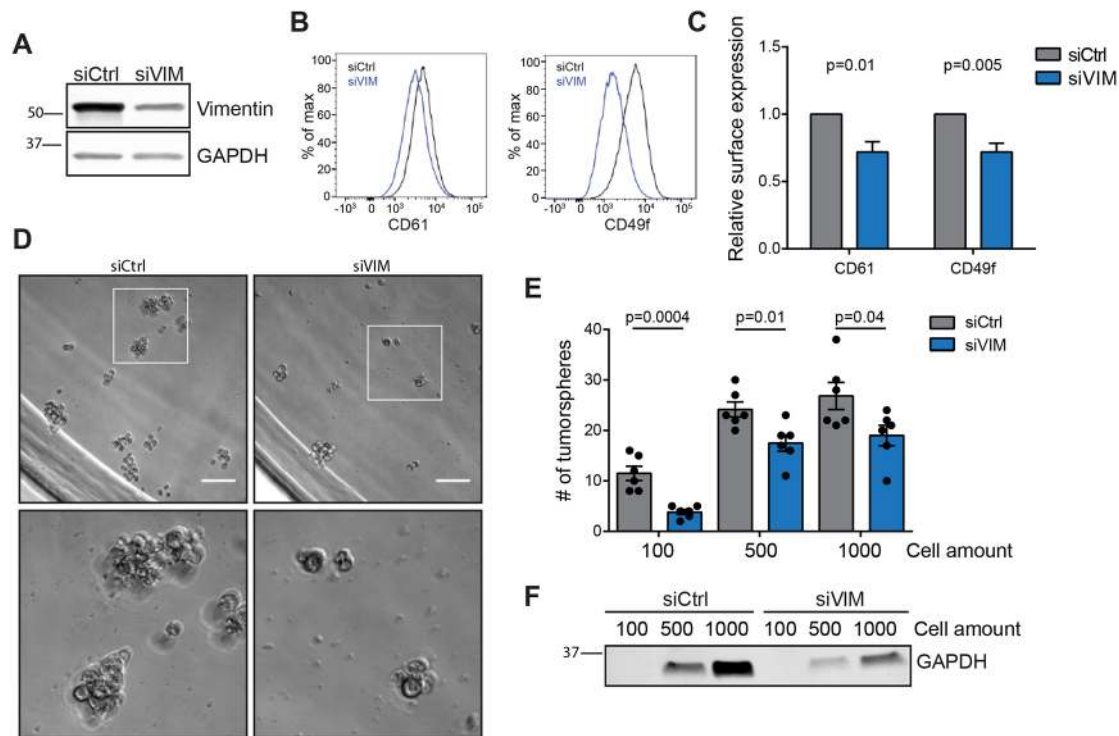 A
siCtrl siVIM
50
Vimentin
37
GAPDH
B
siCtrl
siVIM
% of max
100
80
60
40
20
0
-10³ 0 10³ 10⁴ 10⁵
CD61
siCtrl
siVIM
% of max
100
80
60
40
20
0
-10³ 0 10³ 10⁴ 10⁵
CD49f
C
siCtrl
siVIM
Relative surface expression
1.5
1.0
0.5
0.0
p=0.01 p=0.005
CD61 CD49f
D
siCtrl siVIM
E
siCtrl
siVIM
# of tumorspheres
40
30
20
10
0
p=0.0004 p=0.01 p=0.04
100 500 1000 Cell amount
F
siCtrl siVIM
100 500 1000 100 500 1000 Cell amount
37
GAPDH